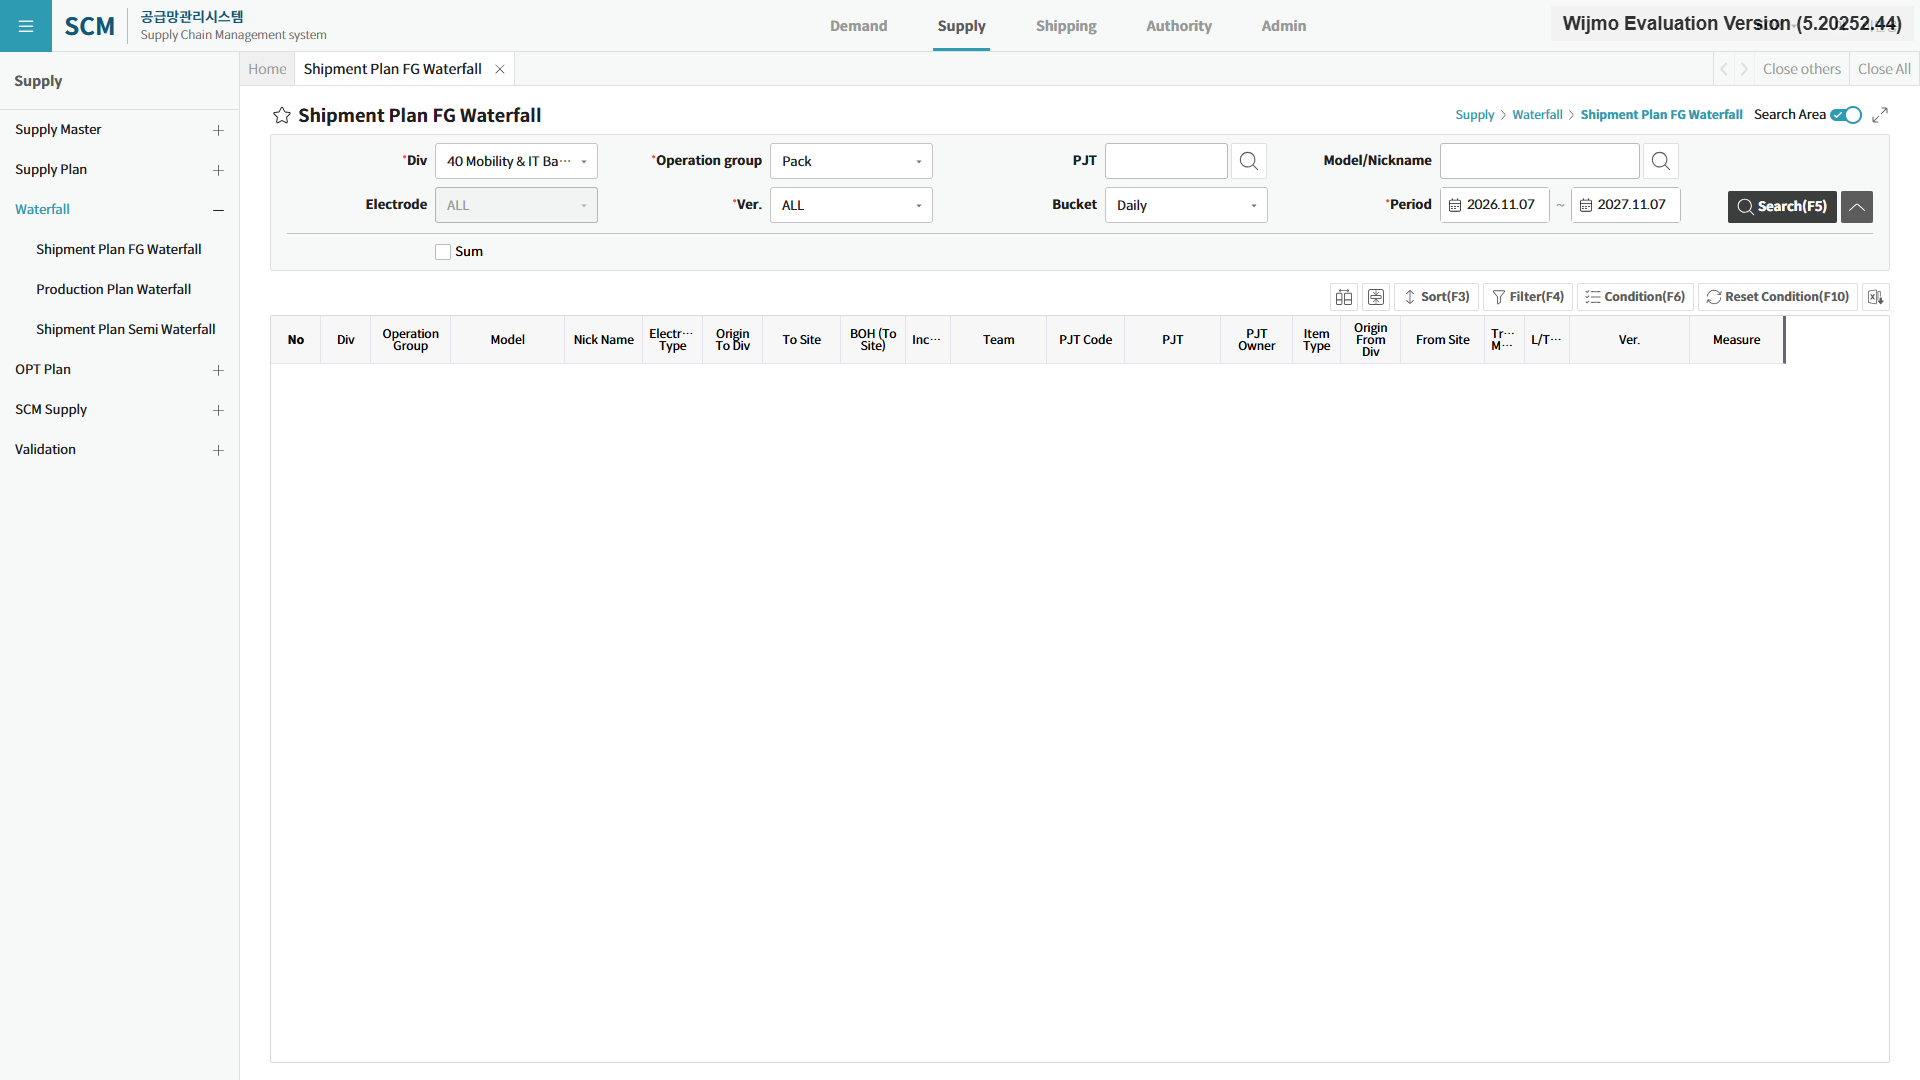 SCM 공급망관리시스템
Supply Chain Management system
Demand Supply Shipping Authority Admin
Wijmo Evaluation Version (5.20252.44)
Supply
Home Shipment Plan FG Waterfall Close others Close All
Supply Master
Supply Plan
Waterfall
Shipment Plan FG Waterfall
Production Plan Waterfall
Shipment Plan Semi Waterfall
OPT Plan
SCM Supply
Validation
Shipment Plan FG Waterfall
Supply > Waterfall > Shipment Plan FG Waterfall Search Area
*Div 40 Mobility & IT Ba··· *Operation group Pack PJT Model/Nickname
Electrode ALL *Ver. ALL Bucket Daily *Period 2026.11.07 ~ 2027.11.07 Search(F5)
Sum
Sort(F3) Filter(F4) Condition(F6) Reset Condition(F10)
No Div Operation Group Model Nick Name Electr··· Type Origin To Div To Site BOH (To Site) Inc··· Team PJT Code PJT PJT Owner Item Type Origin From Div From Site Tr··· M··· L/T··· Ver. Measure